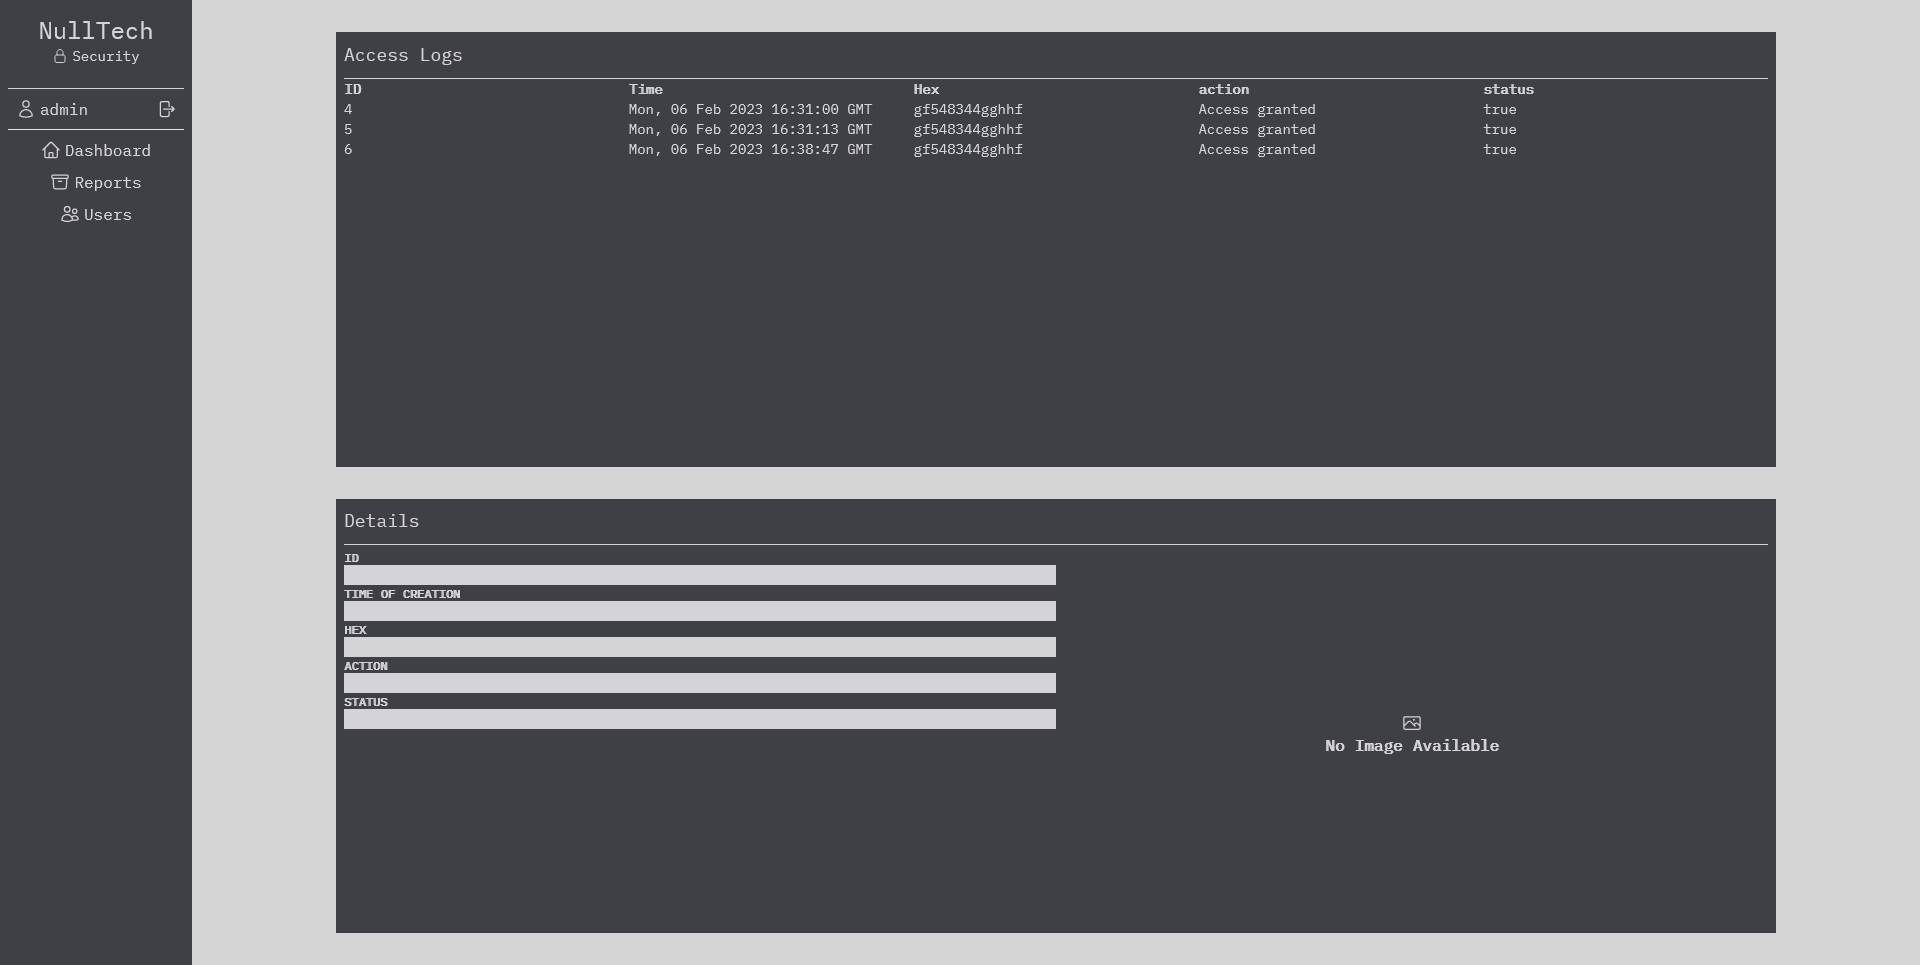 NullTech
Security
admin
Dashboard
Reports
Users
Access Logs
ID Time Hex action status
4 Mon, 06 Feb 2023 16:31:00 GMT gf548344gghhf Access granted true
5 Mon, 06 Feb 2023 16:31:13 GMT gf548344gghhf Access granted true
6 Mon, 06 Feb 2023 16:38:47 GMT gf548344gghhf Access granted true
Details
ID
TIME OF CREATION
HEX
ACTION
STATUS
No Image Available